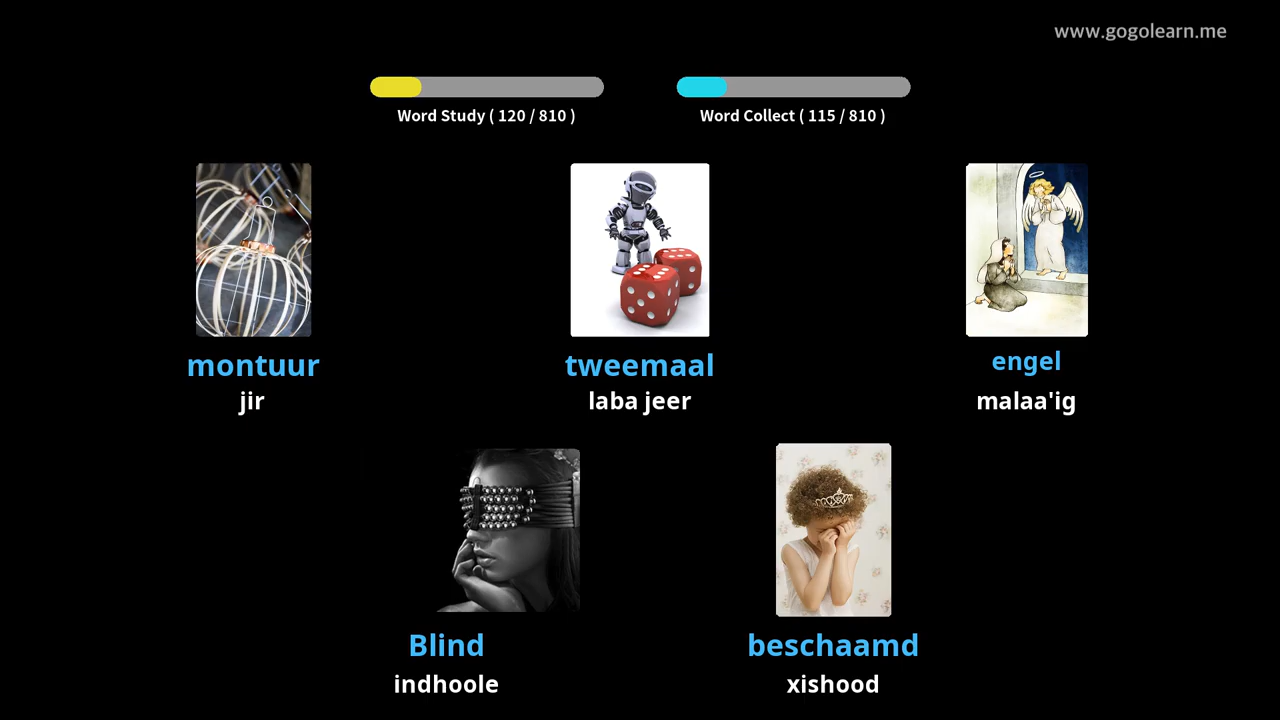 www.gogolearn.me
Word Study ( 120 / 810 )
Word Collect ( 115 / 810 )
montuur
jir
tweemaal
laba jeer
engel
malaa'ig
Blind
indhoole
beschaamd
xishood